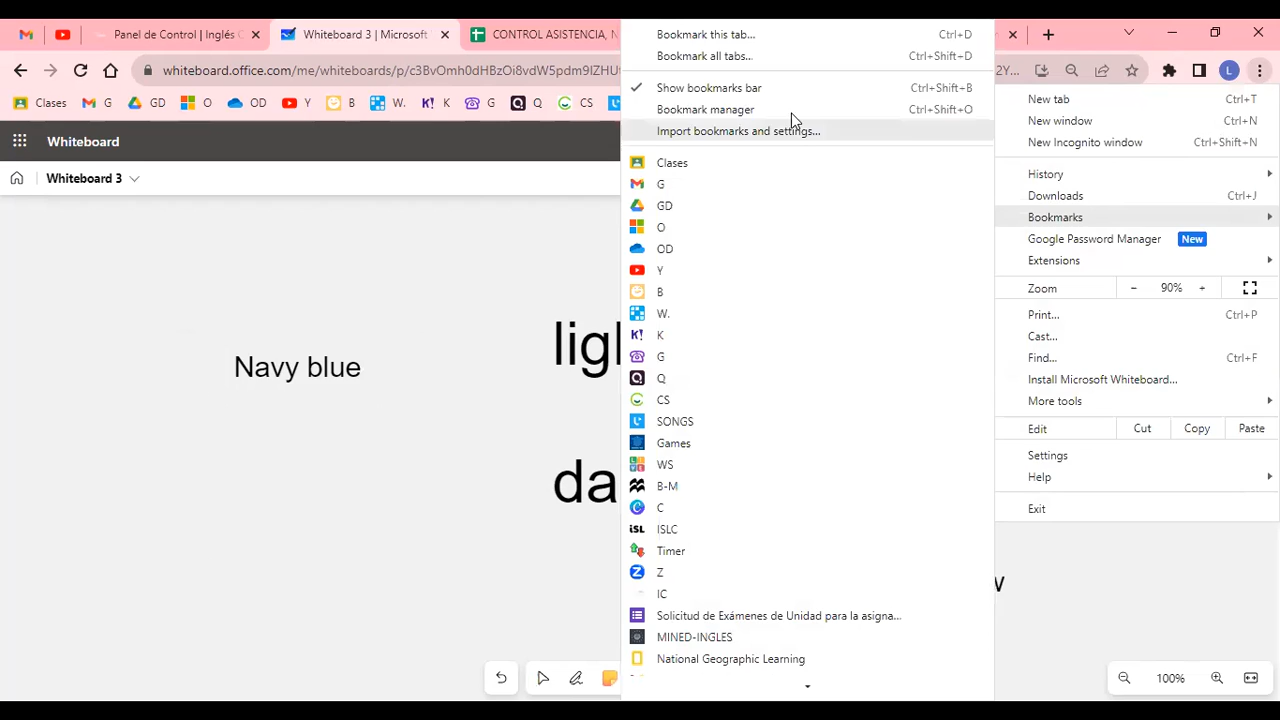 Panel de Control | Inglés C
Whiteboard 3 | Microsoft
CONTROL ASISTENCIA, N
whiteboard.office.com/me/whiteboards/p/c3BvOmh0dHBzOi8vdW5pdm9IZHU
Clases
G
GD
O
OD
Y
B
W.
K
G
Q
CS
Whiteboard
Whiteboard 3
Navy blue
Bookmark this tab... Ctrl+D
Bookmark all tabs... Ctrl+Shift+D
Show bookmarks bar Ctrl+Shift+B
Bookmark manager Ctrl+Shift+O
Import bookmarks and settings...
Clases
G
GD
O
OD
Y
B
W.
K
G
Q
CS
SONGS
Games
WS
B-M
C
ISLC
Timer
Z
IC
Solicitud de Exámenes de Unidad para la asigna...
MINED-INGLES
National Geographic Learning
New tab Ctrl+T
New window Ctrl+N
New Incognito window Ctrl+Shift+N
History
Downloads Ctrl+J
Bookmarks
Google Password Manager New
Extensions
Zoom - 90% +
Print... Ctrl+P
Cast...
Find... Ctrl+F
Install Microsoft Whiteboard...
More tools
Edit Cut Copy Paste
Settings
Help
Exit
100%